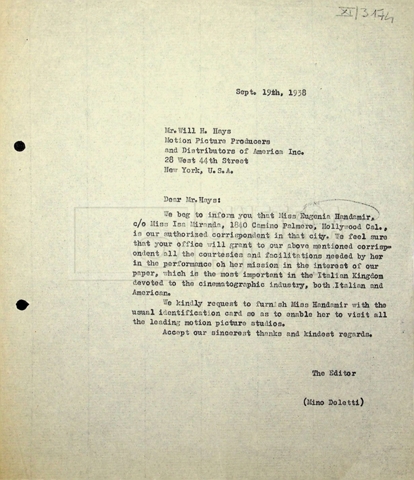 XI/3174
Sept. 19th, 1938
Mr.Will H. Hays
Motion Picture Producers
and Distributors of America Inc.
28 West 44th Street
New York, U.S.A.
Dear Mr.Hays:
We beg to inform you that Miss Eugenia Handamir,
c/o Miss Isa Miranda, 1840 Camino Palmero, Hollywood Cal.,
is our authorized correspondent in that city. We feel sure
that your office will grant to our above mentioned corresp-
ondent all the courtesies and facilitations needed by her
in the performance oh her mission in the interest of our
paper, which is the most important in the Italian Kingdom
devoted to the cinematographic industry, both Italian and
American.
We kindly request to furnish Miss Handamir with the
usual identification card so as to enable her to visit all
the leading motion picture studios.
Accept our sincerest thanks and kindest regards.
The Editor
(Mino Doletti)